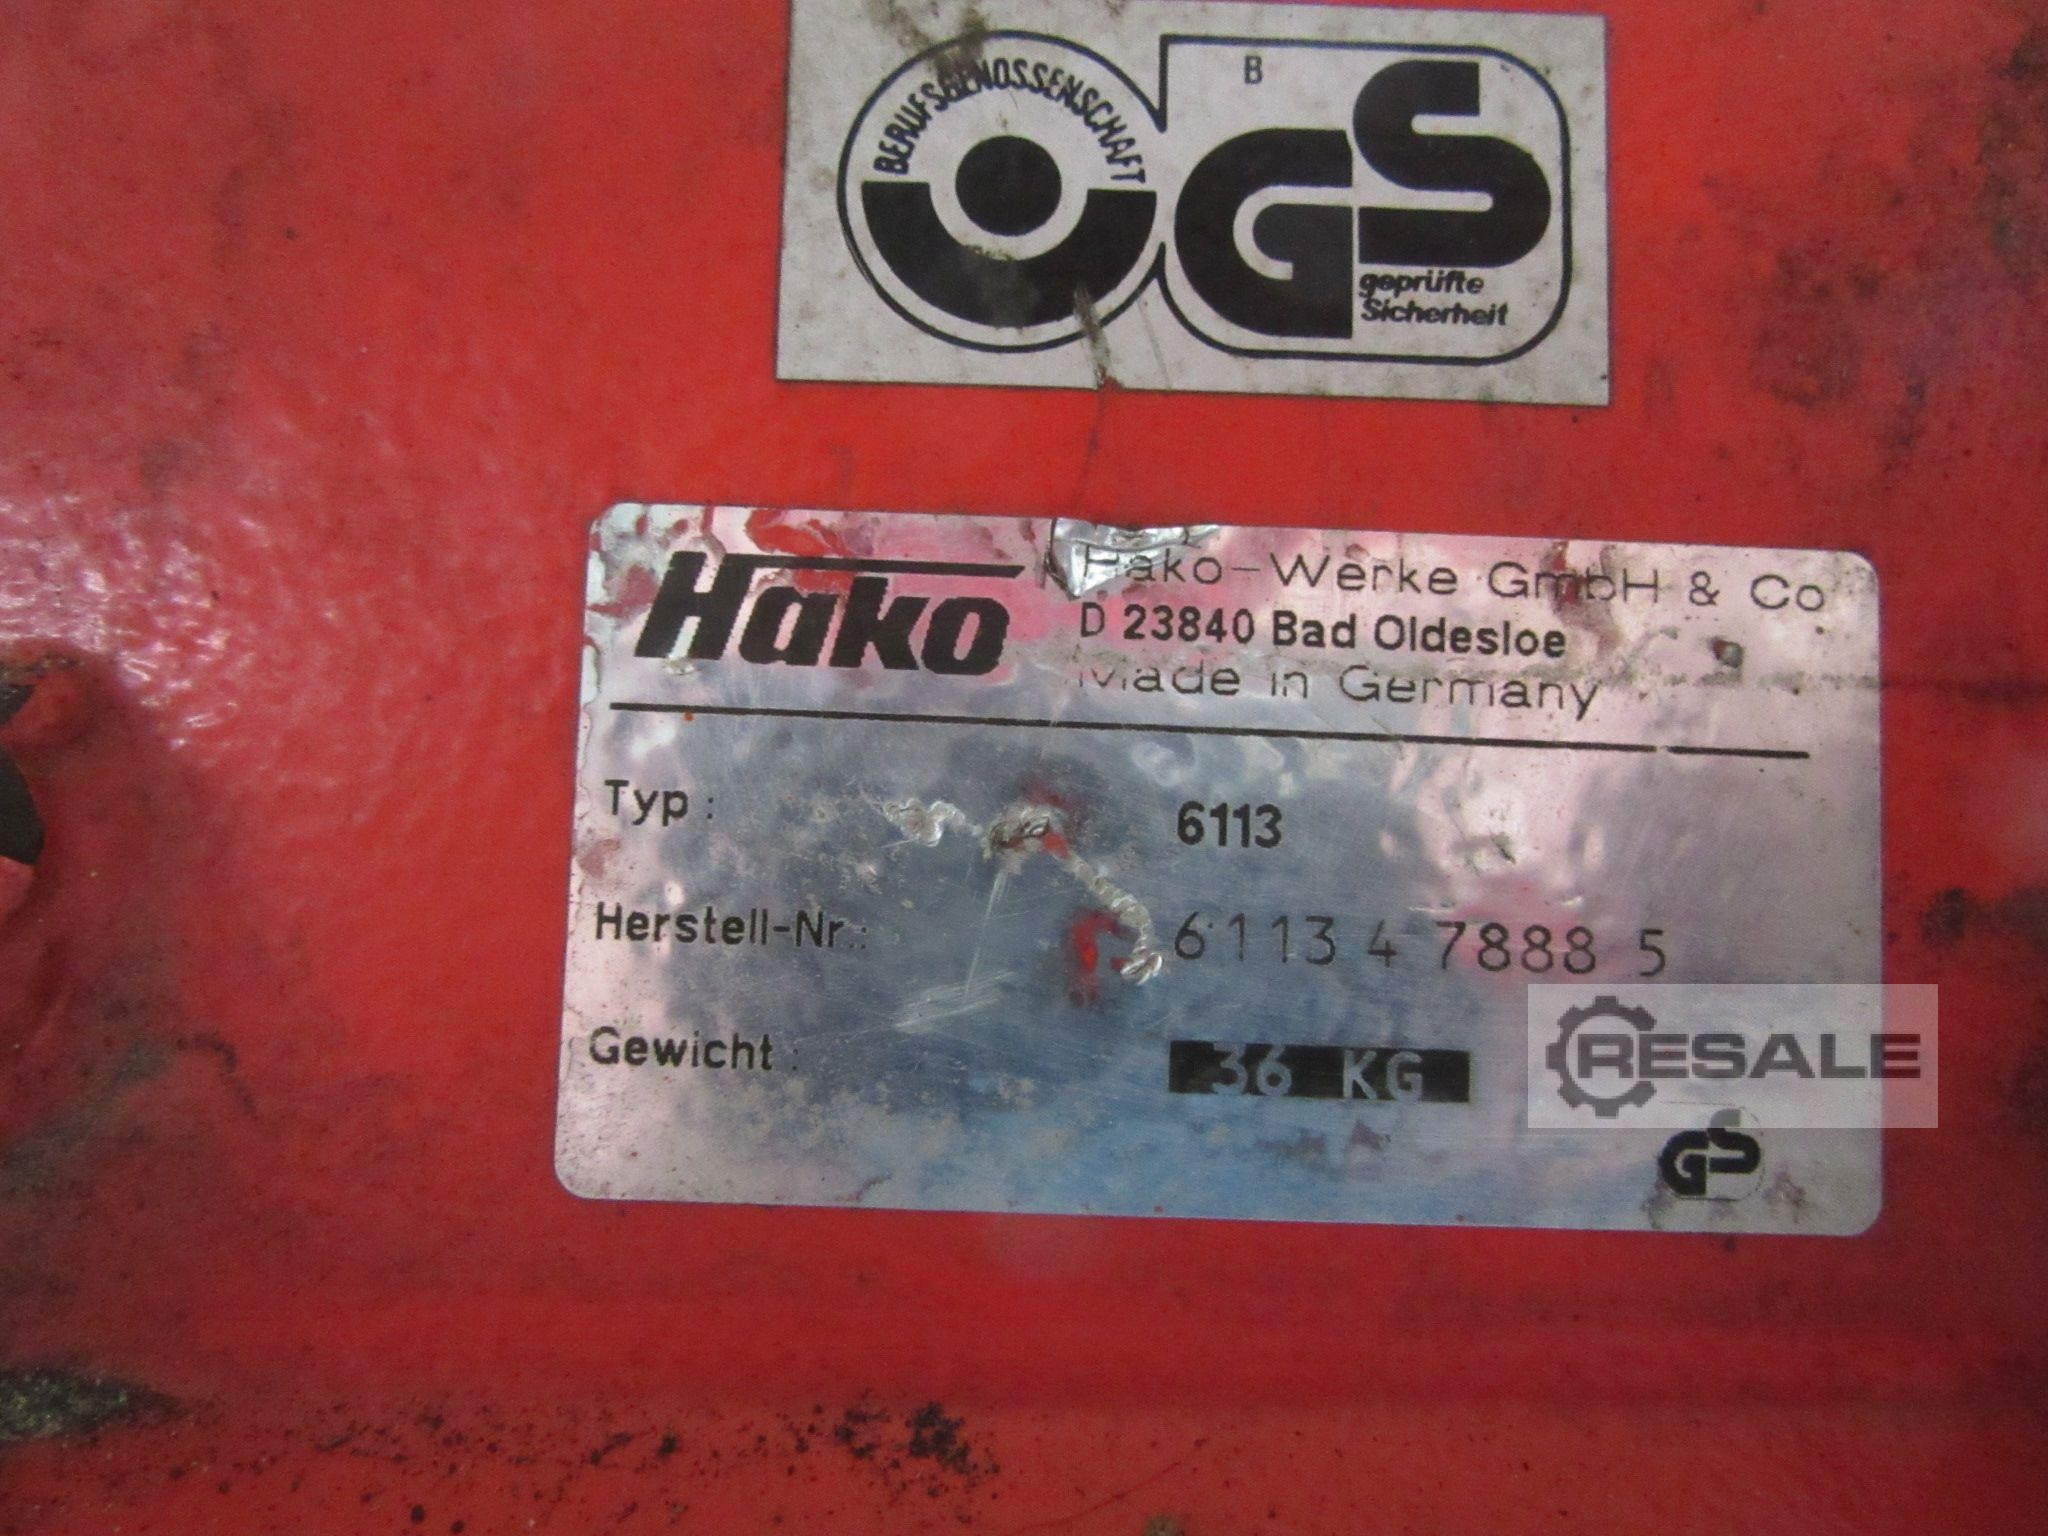 BERUFSGENOSSENSCHAFT
B
GS
geprüfte
Sicherheit
Hako
Hako-Werke GmbH & Co
D 23840 Bad Oldesloe
Made in Germany
Typ : 6113
Herstell-Nr.: 6113 4 7888 5
Gewicht : 36 KG
RESALE
GS